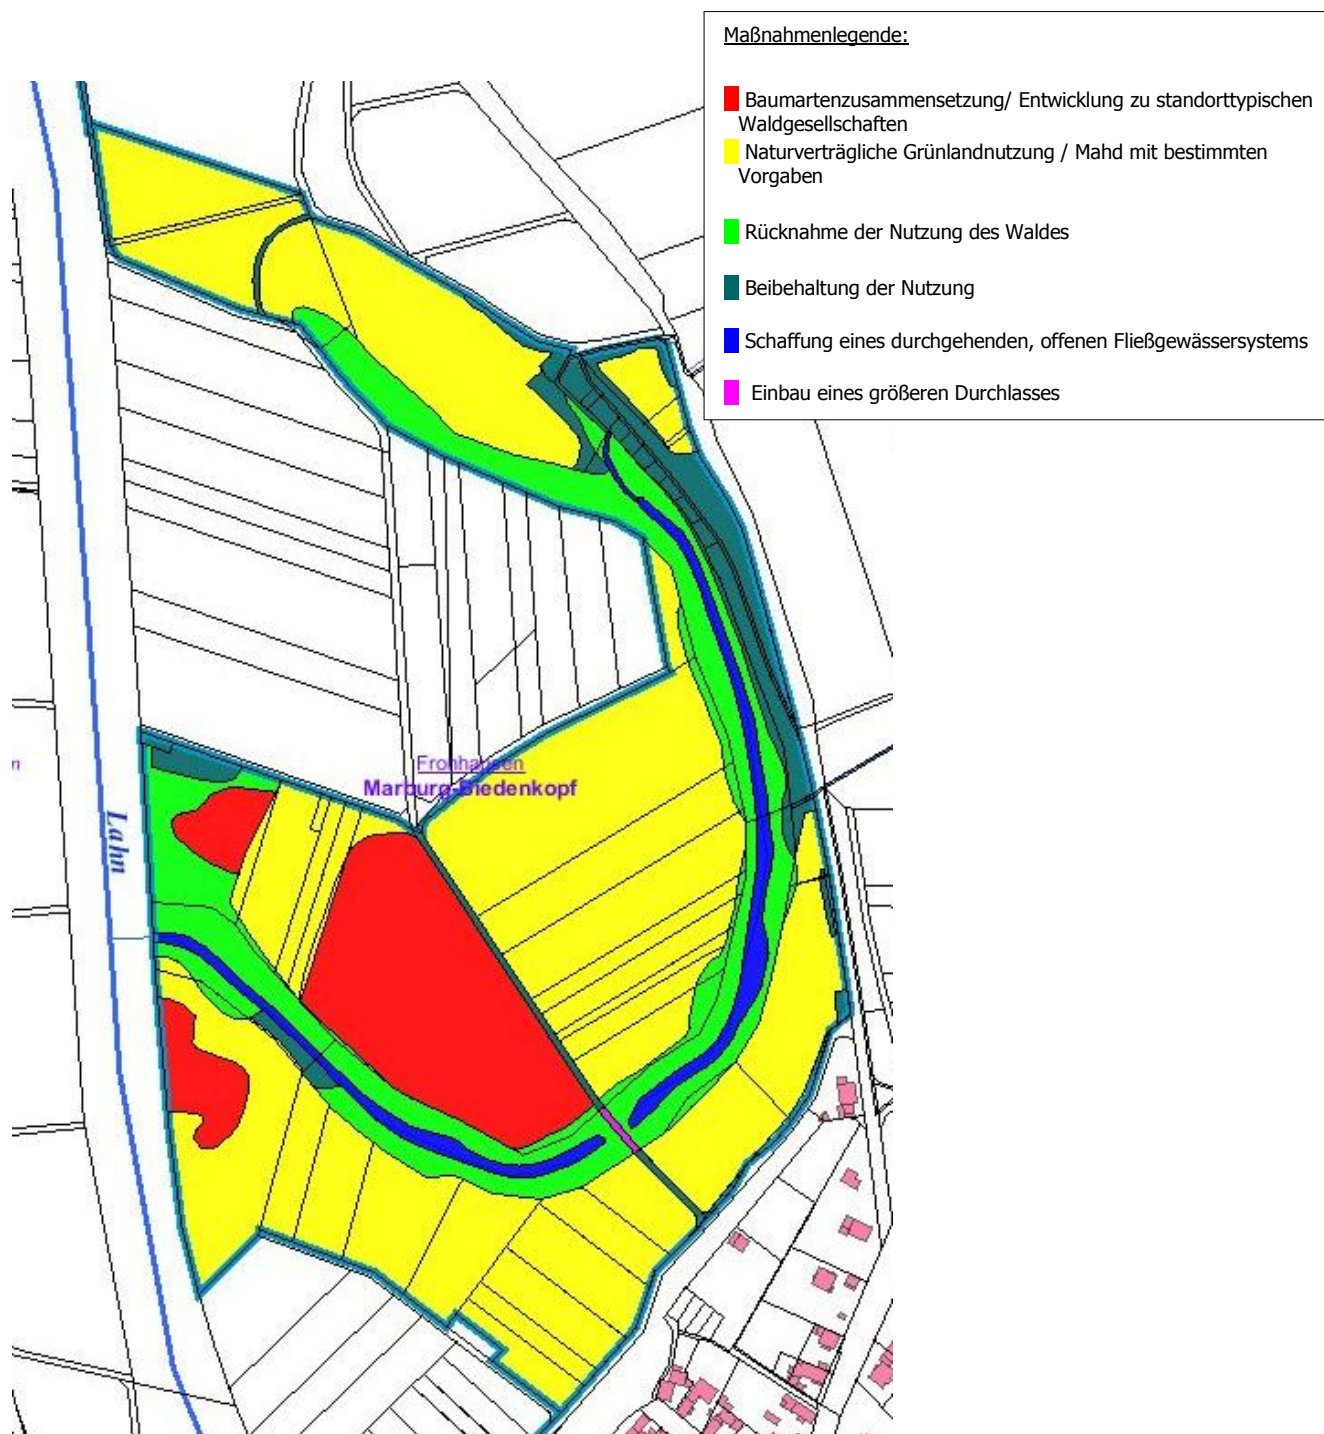 Maßnahmenlegende:
Baumartenzusammensetzung/ Entwicklung zu standorttypischen
Waldgesellschaften
Naturverträgliche Grünlandnutzung / Mahd mit bestimmten
Vorgaben
Rücknahme der Nutzung des Waldes
Beibehaltung der Nutzung
Schaffung eines durchgehenden, offenen Fließgewässersystems
Einbau eines größeren Durchlasses
Fronhausen
Marburg-Biedenkopf
n
Lahn